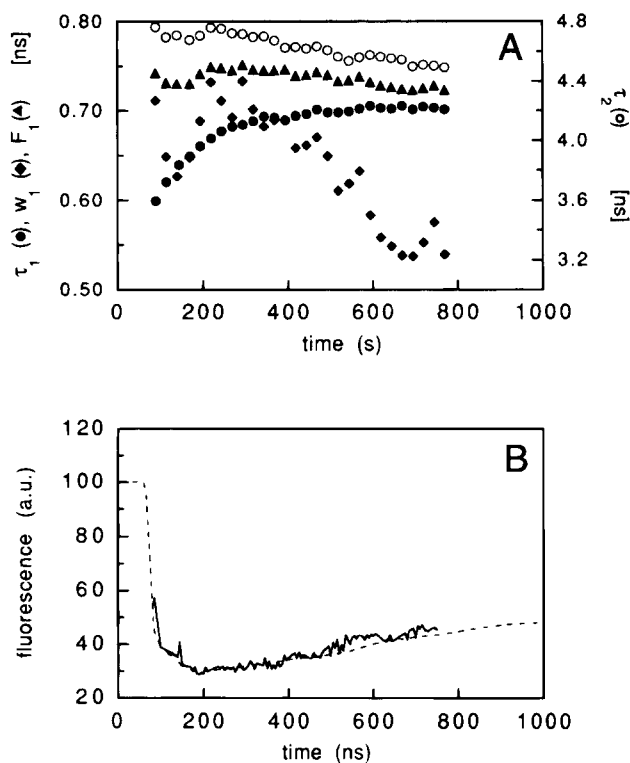 A
τ1 (●), w1 (◆), F1 (▲) [ns]
0.80
0.70
0.60
0.50
4.8
4.4
4.0
3.6
3.2
τ2 (○) [ns]
0 200 400 600 800 1000
time (s)
B
fluorescence (a.u.)
120
100
80
60
40
20
0 200 400 600 800 1000
time (ns)